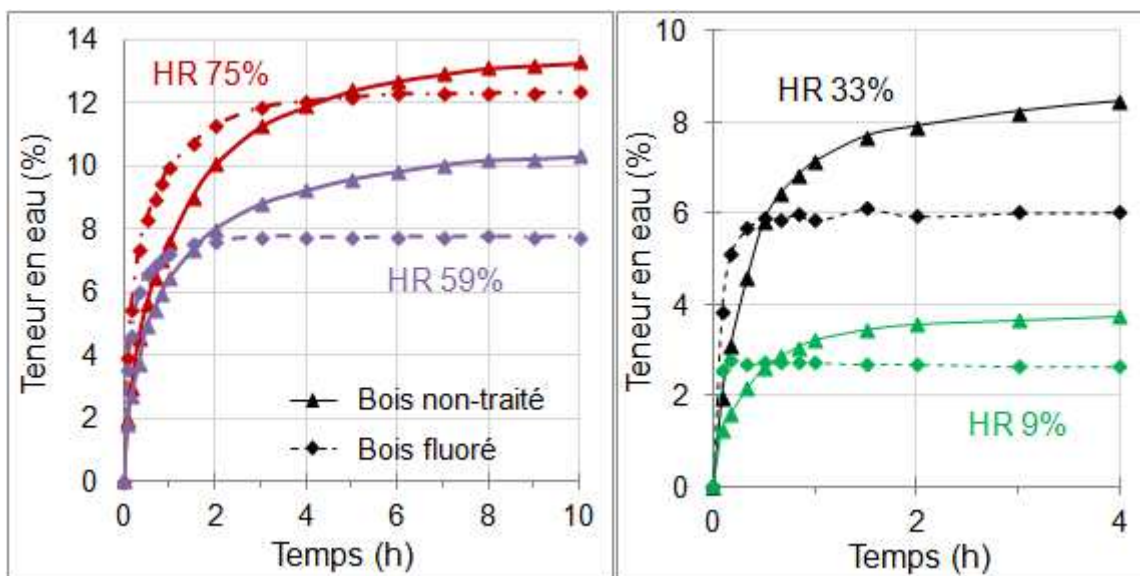 Teneur en eau (%)
14
12
10
8
6
4
2
0
HR 75%
HR 59%
Bois non-traité
Bois fluoré
0 2 4 6 8 10
Temps (h)
Teneur en eau (%)
10
8
6
4
2
0
HR 33%
HR 9%
0 2 4
Temps (h)